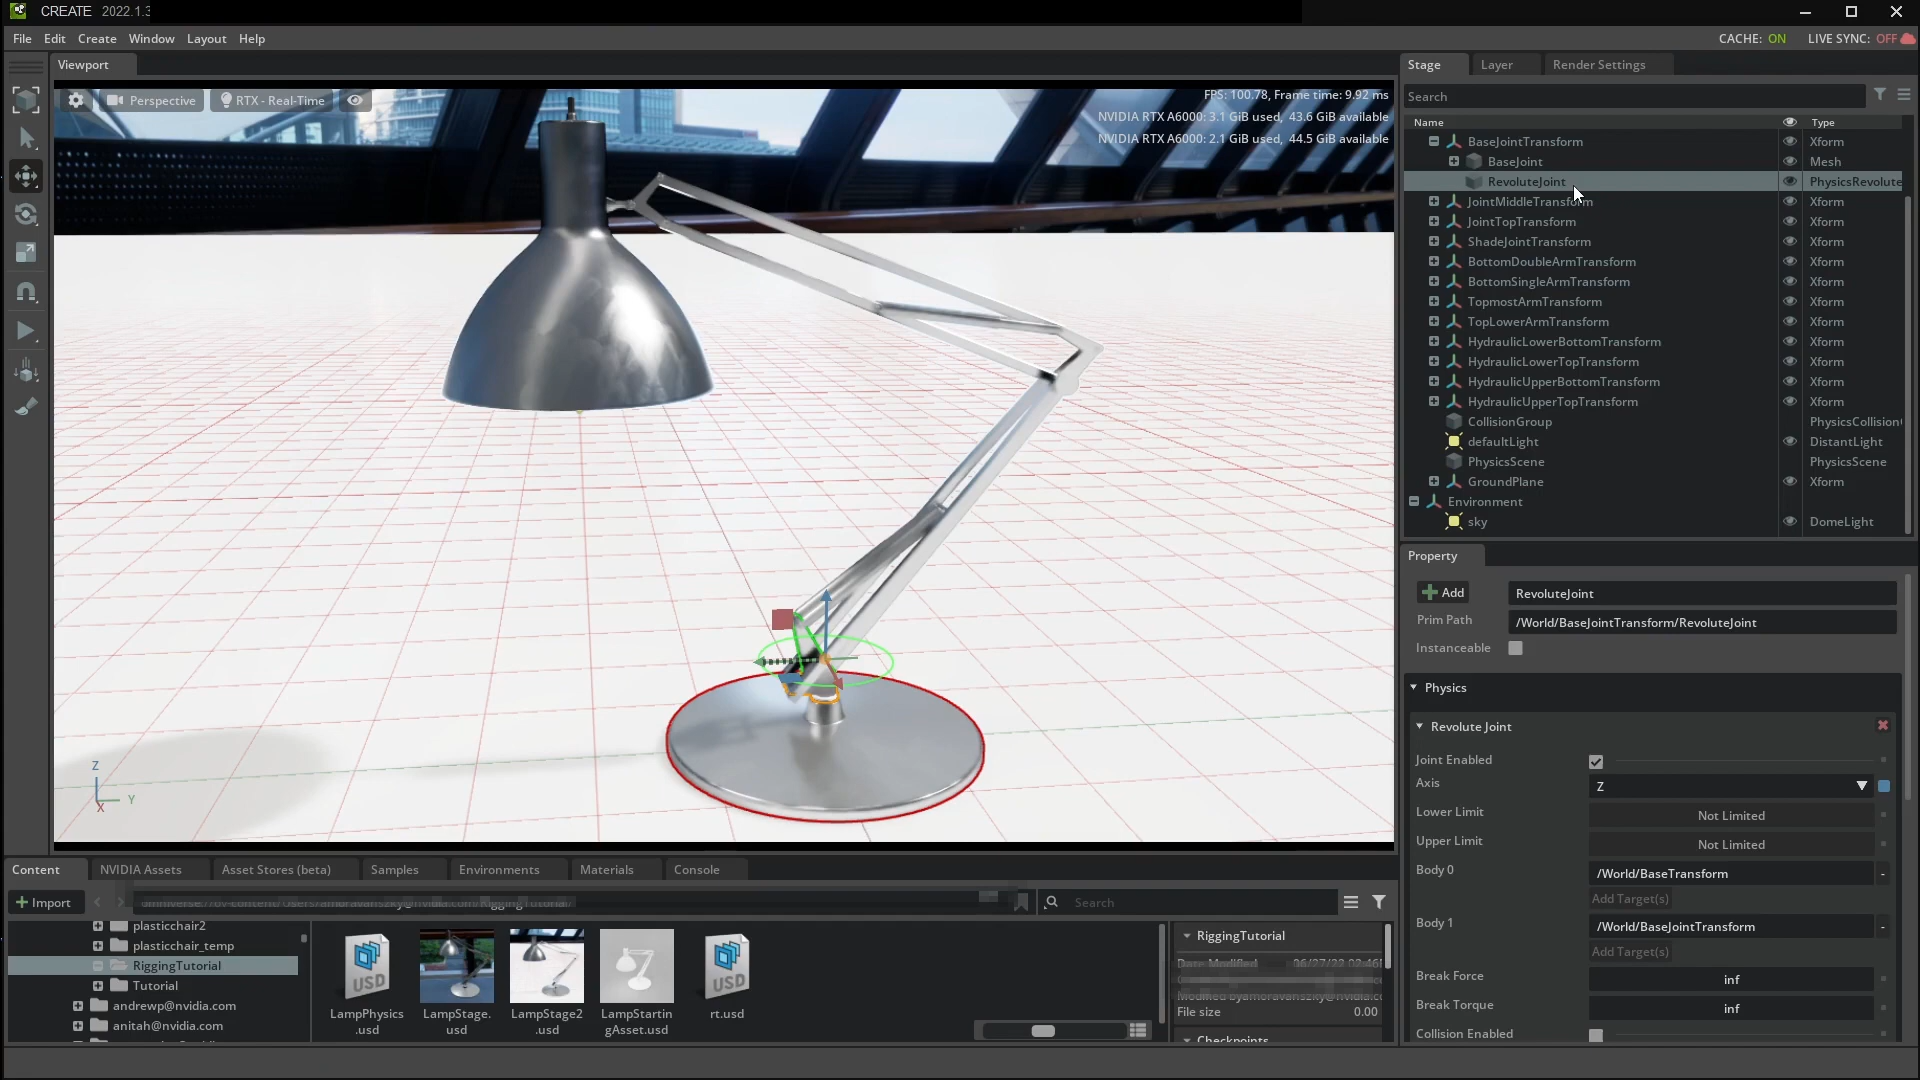 CREATE 2022.1.3
File Edit Create Window Layout Help
CACHE: ON LIVE SYNC: OFF
Viewport
Perspective
RTX - Real-Time
FPS: 100.78, Frame time: 9.92 ms
NVIDIA RTX A6000: 3.1 GiB used, 43.6 GiB available
NVIDIA RTX A6000: 2.1 GiB used, 44.5 GiB available
Z
Y
X
Stage Layer Render Settings
Search
Name Type
BaseJointTransform Xform
BaseJoint Mesh
RevoluteJoint PhysicsRevolute
JointMiddleTransform Xform
JointTopTransform Xform
ShadeJointTransform Xform
BottomDoubleArmTransform Xform
BottomSingleArmTransform Xform
TopmostArmTransform Xform
TopLowerArmTransform Xform
HydraulicLowerBottomTransform Xform
HydraulicLowerTopTransform Xform
HydraulicUpperBottomTransform Xform
HydraulicUpperTopTransform Xform
CollisionGroup PhysicsCollision
defaultLight DistantLight
PhysicsScene PhysicsScene
GroundPlane Xform
Environment
sky DomeLight
Property
Add RevoluteJoint
Prim Path /World/BaseJointTransform/RevoluteJoint
Instanceable
Physics
Revolute Joint
Joint Enabled
Axis Z
Lower Limit Not Limited
Upper Limit Not Limited
Body 0 /World/BaseTransform -
Add Target(s)
Body 1 /World/BaseJointTransform -
Add Target(s)
Break Force inf
Break Torque inf
Collision Enabled
Content NVIDIA Assets Asset Stores (beta) Samples Environments Materials Console
Import
Search
plasticchair2
plasticchair_temp
RiggingTutorial
Tutorial
andrewp@nvidia.com
anitah@nvidia.com
USD
LampPhysics
.usd
LampStage.
usd
LampStage2
.usd
LampStartin
gAsset.usd
USD
rt.usd
RiggingTutorial
Date Modified
File size 0.00
Checkpoints